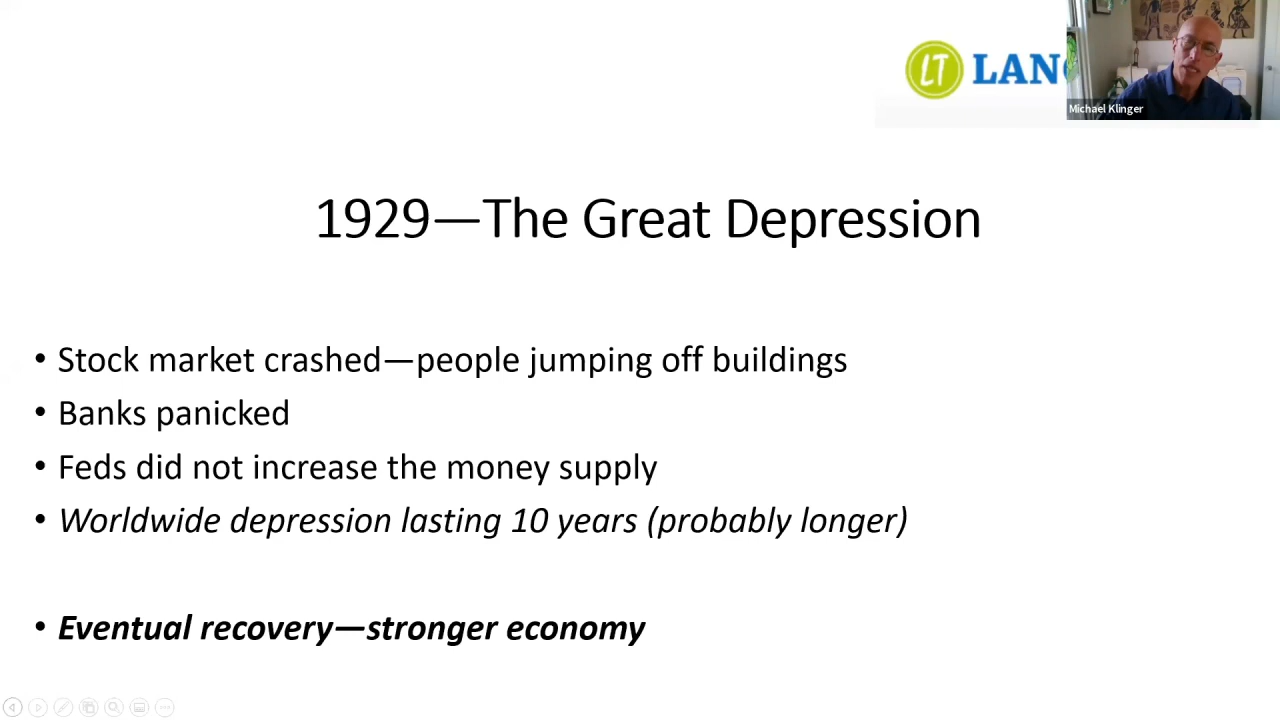 LT LAN
Michael Klinger
1929—The Great Depression
• Stock market crashed—people jumping off buildings
• Banks panicked
• Feds did not increase the money supply
• Worldwide depression lasting 10 years (probably longer)
• Eventual recovery—stronger economy